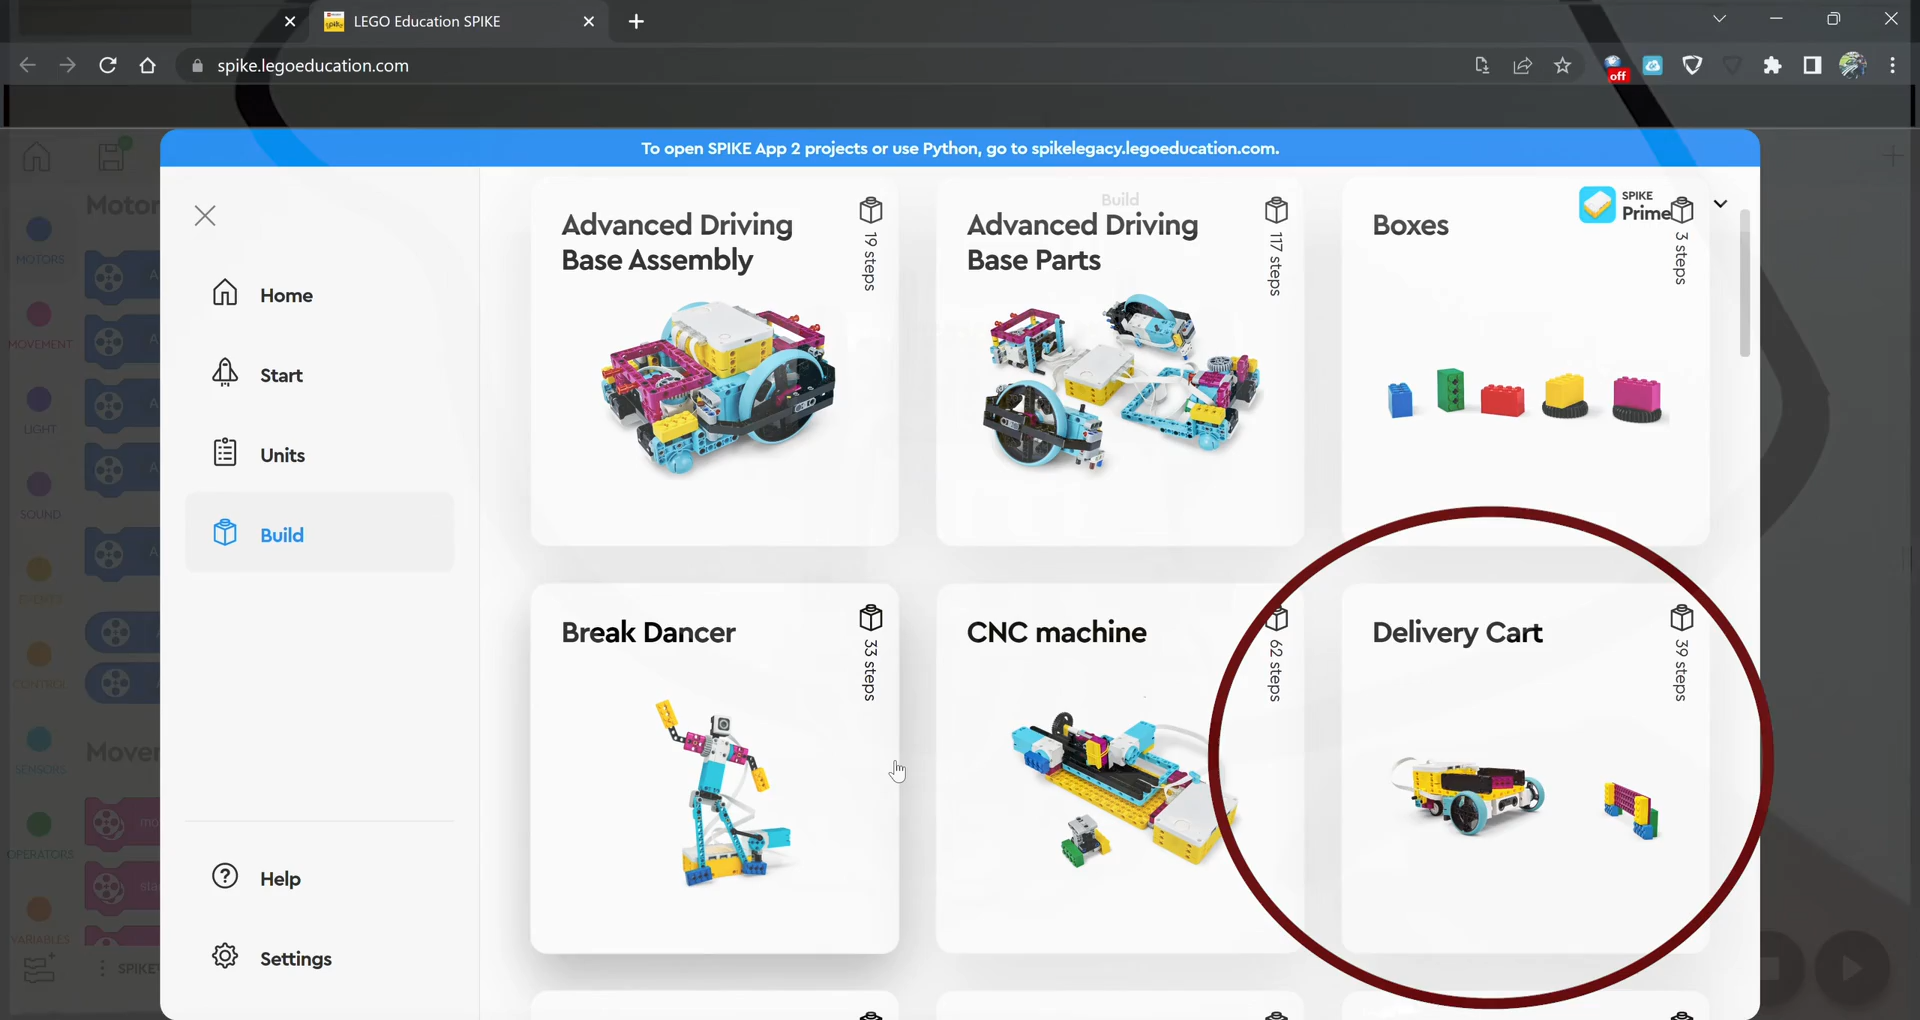 LEGO Education SPIKE
spike.legoeducation.com
off
To open SPIKE App 2 projects or use Python, go to spikelegacy.legoeducation.com.
Build
SPIKE
Prime
Home
Start
Units
Build
Help
Settings
Advanced Driving
Base Assembly
19 steps
Advanced Driving
Base Parts
117 steps
Boxes
3 steps
Break Dancer
33 steps
CNC machine
62 steps
Delivery Cart
39 steps
Motor
MOTORS
MOVEMENT
LIGHT
SOUND
CONTROL
SENSORS
OPERATORS
VARIABLES
Mover
SPIKE